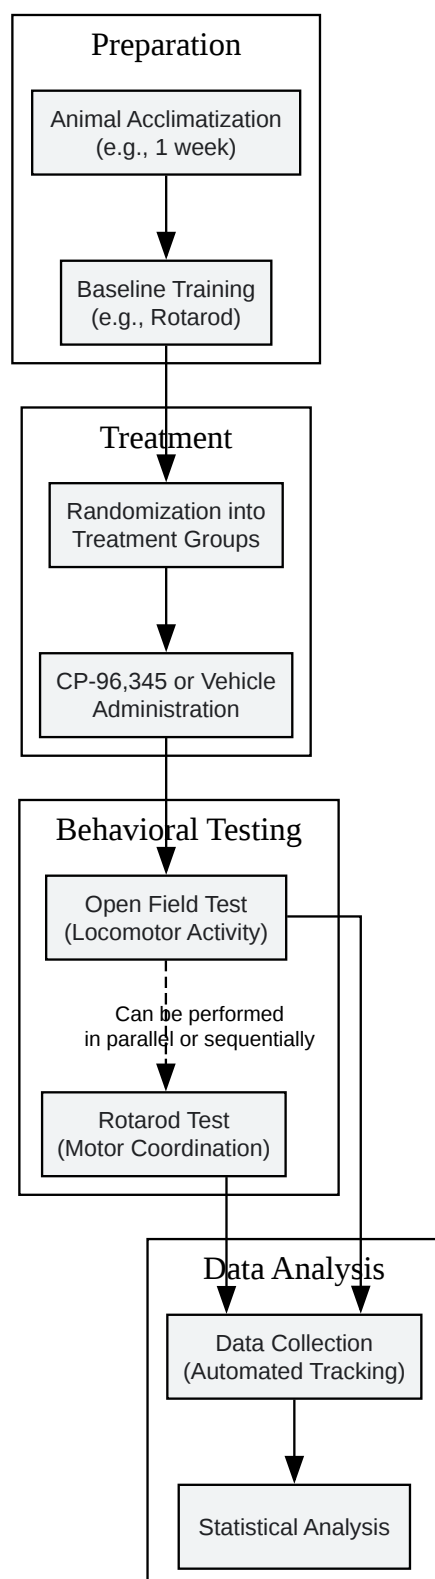 Preparation
Animal Acclimatization
(e.g., 1 week)
Baseline Training
(e.g., Rotarod)
Treatment
Randomization into
Treatment Groups
CP-96,345 or Vehicle
Administration
Behavioral Testing
Open Field Test
(Locomotor Activity)
Can be performed
in parallel or sequentially
Rotarod Test
(Motor Coordination)
Data Analysis
Data Collection
(Automated Tracking)
Statistical Analysis